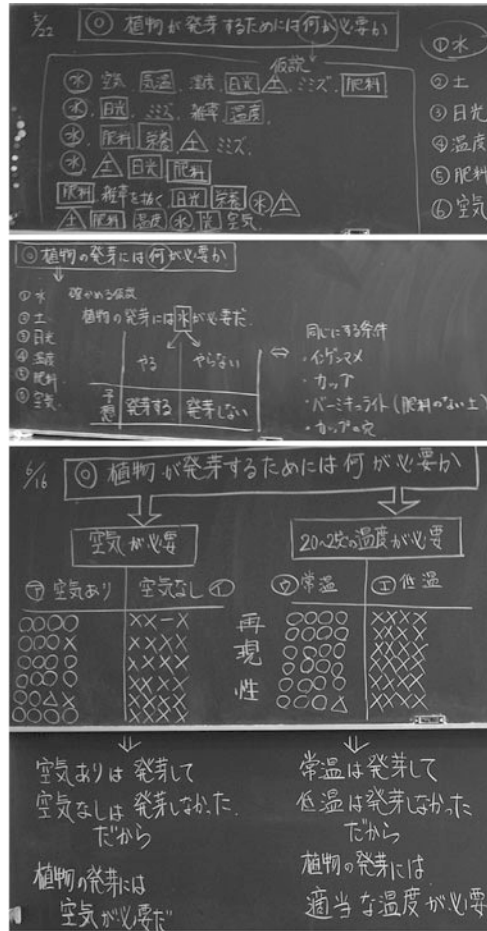 5/22
◎ 植物が発芽するためには何が必要か
仮説
水 空気 気温 湿度 日光 土 ミミズ 肥料
水 日光 ミミズ 雑草 温度
水 肥料 栄養 土 ミミズ
水 土 日光 肥料
肥料 雑草を抜く 日光 栄養 水 土
土 肥料 温度 水 光 空気
①水
②土
③日光
④温度
⑤肥料
⑥空気
◎植物の発芽には何が必要か
①水
②土
③日光
④温度
⑤肥料
⑥空気
確かめる仮説
植物の発芽には水が必要だ。
やる やらない
予想 発芽する 発芽しない
⇔ 同じにする条件
・インゲンマメ
・カップ
・バーミキュライト(肥料のない土)
・カップの穴
6/16
◎ 植物が発芽するためには何が必要か
空気が必要
㋐空気あり 空気なし㋑
○○○○ ××-×
○○○× ××××
○○○○ ××××
○○○○ ××××
○○△× ××××
○○○○ ××××
再現性
20~25℃の温度が必要
㋒常温 ㋓低温
○○○○ ××××
○○○○ ××××
○○○○ ××××
○○○○ ××××
○○○○ ××××
○○○△ ××××
空気ありは発芽して
空気なしは発芽しなかった
だから
植物の発芽には
空気が必要だ
常温は発芽して
低温は発芽しなかった
だから
植物の発芽には
適当な温度が必要